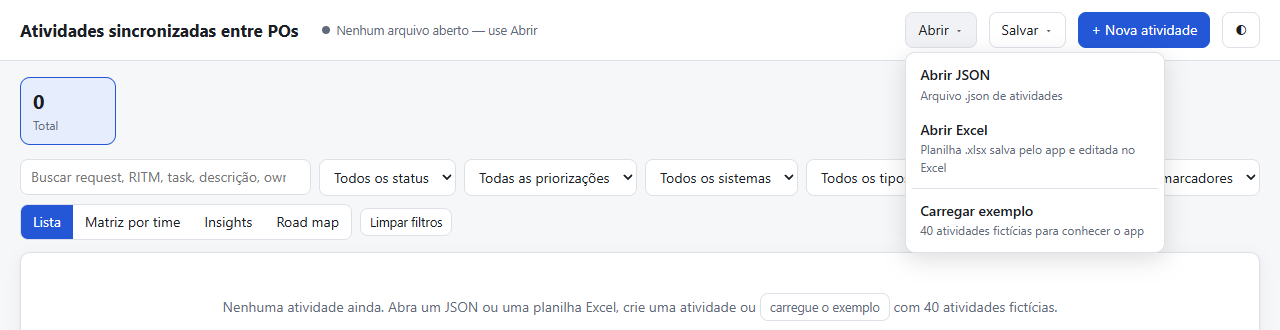 Atividades sincronizadas entre POs
Nenhum arquivo aberto — use Abrir
Abrir
Salvar
+ Nova atividade
Abrir JSON
Arquivo .json de atividades
Abrir Excel
Planilha .xlsx salva pelo app e editada no
Excel
Carregar exemplo
40 atividades fictícias para conhecer o app
0
Total
Buscar request, RITM, task, descrição, owr
Todos os status
Todas as priorizações
Todos os sistemas
Todos os tipo
marcadores
Lista
Matriz por time
Insights
Road map
Limpar filtros
Nenhuma atividade ainda. Abra um JSON ou uma planilha Excel, crie uma atividade ou carregue o exemplo com 40 atividades fictícias.